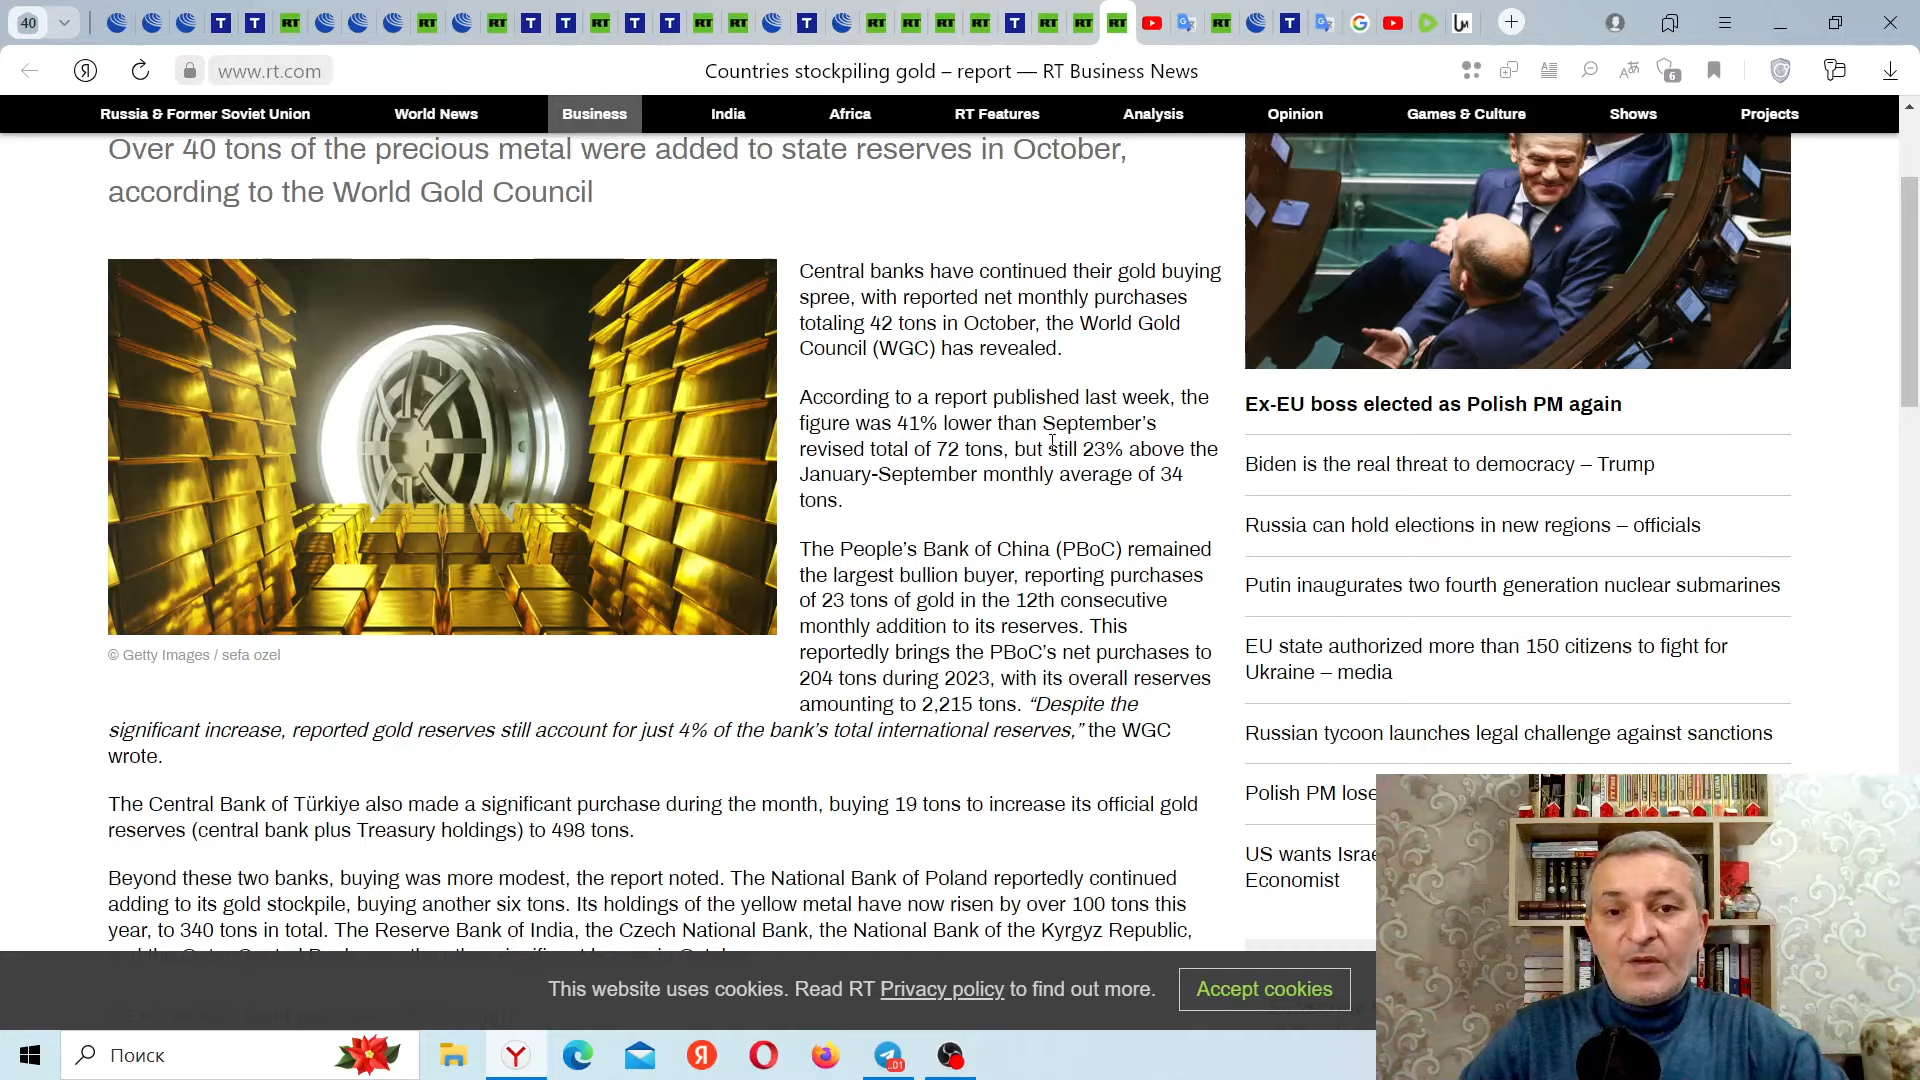 40
www.rt.com
Countries stockpiling gold – report — RT Business News
6
Russia & Former Soviet Union
World News
Business
India
Africa
RT Features
Analysis
Opinion
Games & Culture
Shows
Projects
Over 40 tons of the precious metal were added to state reserves in October,
according to the World Gold Council
Central banks have continued their gold buying
spree, with reported net monthly purchases
totaling 42 tons in October, the World Gold
Council (WGC) has revealed.
According to a report published last week, the
figure was 41% lower than September’s
revised total of 72 tons, but still 23% above the
January-September monthly average of 34
tons.
The People’s Bank of China (PBoC) remained
the largest bullion buyer, reporting purchases
of 23 tons of gold in the 12th consecutive
monthly addition to its reserves. This
reportedly brings the PBoC’s net purchases to
204 tons during 2023, with its overall reserves
amounting to 2,215 tons. “Despite the
significant increase, reported gold reserves still account for just 4% of the bank’s total international reserves,” the WGC
wrote.
© Getty Images / sefa ozel
The Central Bank of Türkiye also made a significant purchase during the month, buying 19 tons to increase its official gold
reserves (central bank plus Treasury holdings) to 498 tons.
Beyond these two banks, buying was more modest, the report noted. The National Bank of Poland reportedly continued
adding to its gold stockpile, buying another six tons. Its holdings of the yellow metal have now risen by over 100 tons this
year, to 340 tons in total. The Reserve Bank of India, the Czech National Bank, the National Bank of the Kyrgyz Republic,
Ex-EU boss elected as Polish PM again
Biden is the real threat to democracy – Trump
Russia can hold elections in new regions – officials
Putin inaugurates two fourth generation nuclear submarines
EU state authorized more than 150 citizens to fight for
Ukraine – media
Russian tycoon launches legal challenge against sanctions
Polish PM lose
US wants Israe
Economist
This website uses cookies. Read RT Privacy policy to find out more.
Accept cookies
Поиск